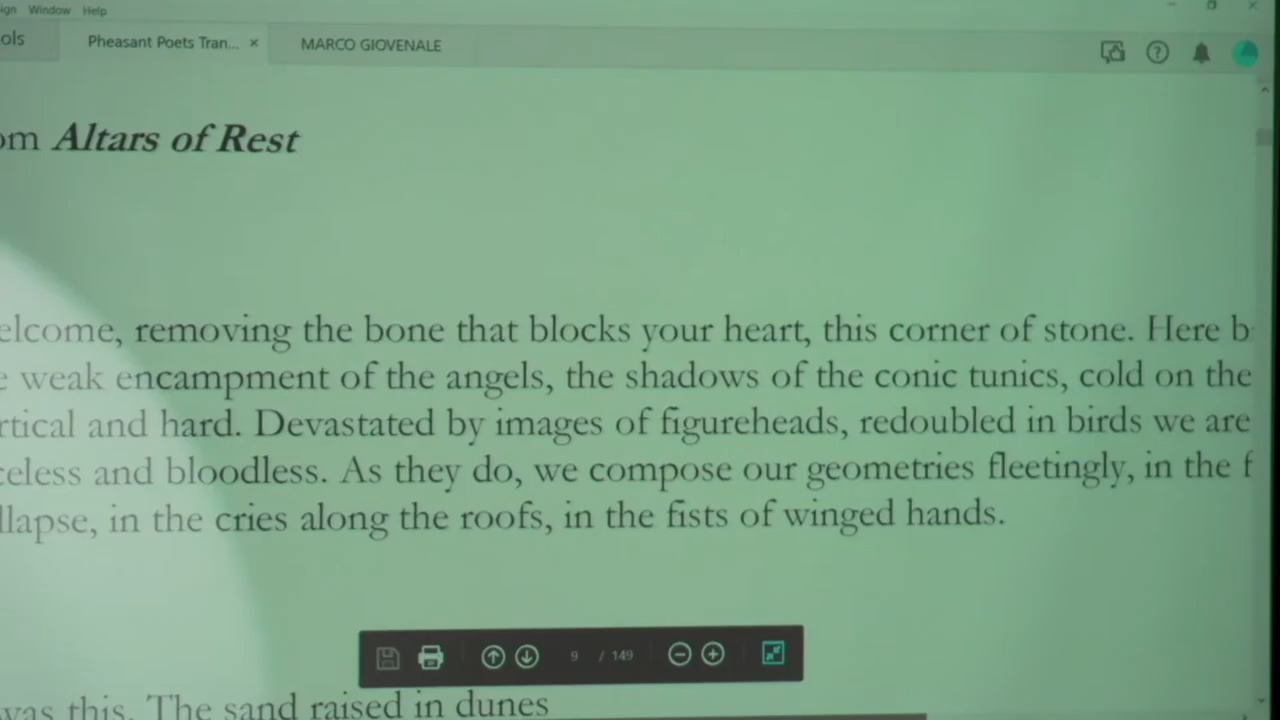 ign Window Help
ols Pheasant Poets Tran... × MARCO GIOVENALE
om Altars of Rest
elcome, removing the bone that blocks your heart, this corner of stone. Here b
e weak encampment of the angels, the shadows of the conic tunics, cold on the
rtical and hard. Devastated by images of figureheads, redoubled in birds we are
celess and bloodless. As they do, we compose our geometries fleetingly, in the f
llapse, in the cries along the roofs, in the fists of winged hands.
9 / 149
was this. The sand raised in dunes